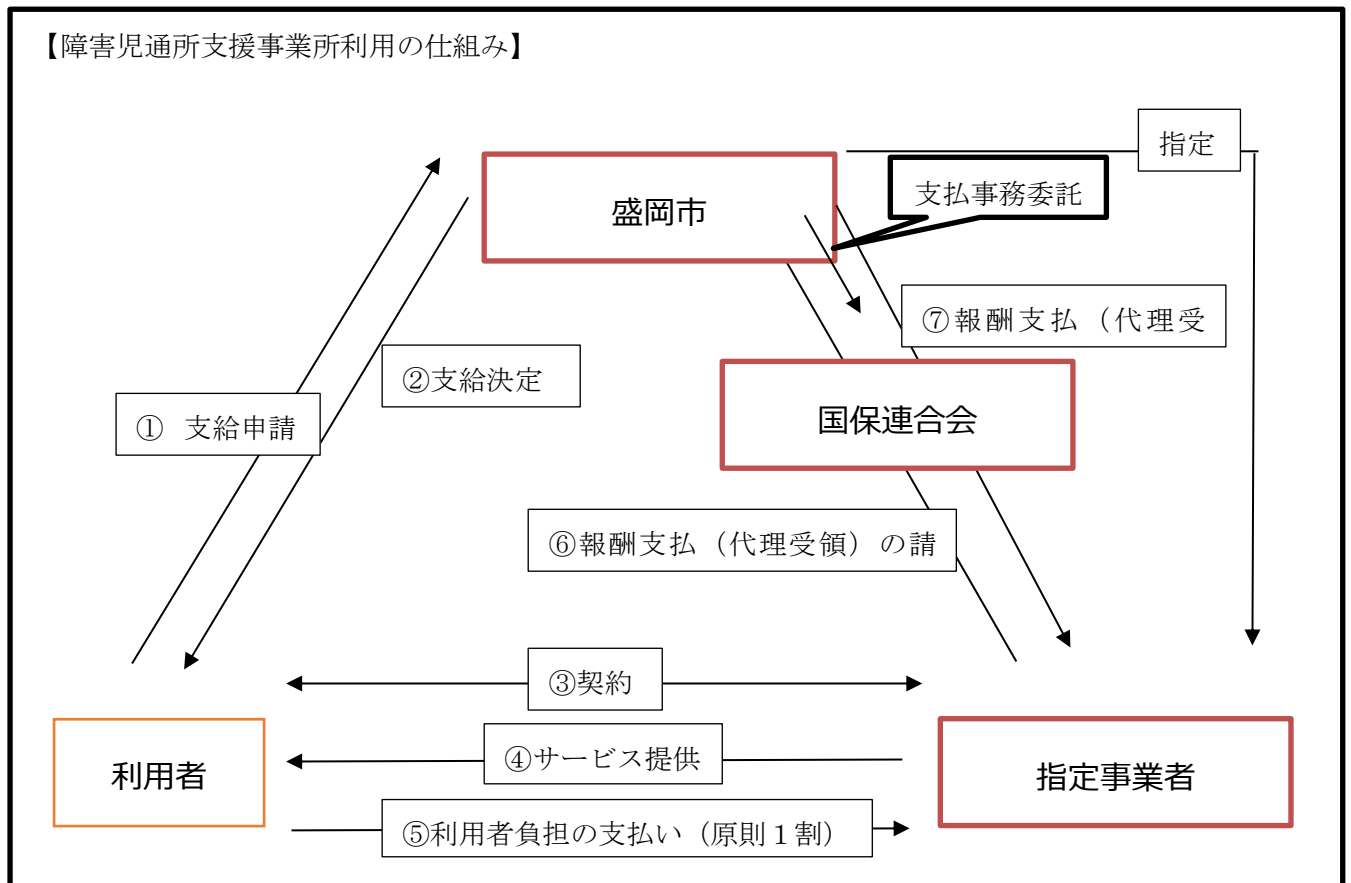 【障害児通所支援事業所利用の仕組み】
指定
支払事務委託
盛岡市
⑦報酬支払（代理受
②支給決定
① 支給申請
国保連合会
⑥報酬支払（代理受領）の請
③契約
④サービス提供
利用者
指定事業者
⑤利用者負担の支払い（原則１割）